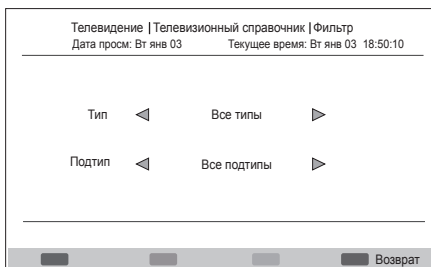 Телевидение | Телевизионный справочник | Фильтр
Дата просм: Вт янв 03 Текущее время: Вт янв 03 18:50:10
Тип Все типы
Подтип Все подтипы
Возврат